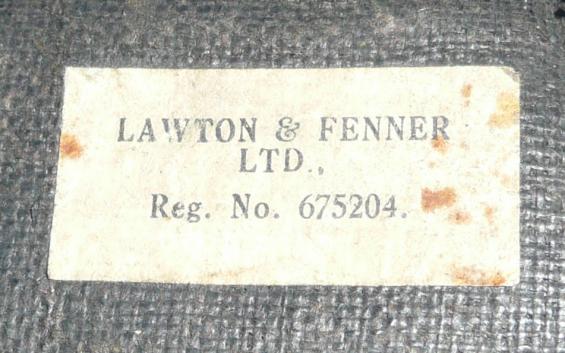 LAWTON & FENNER
LTD.,
Reg. No. 675204.